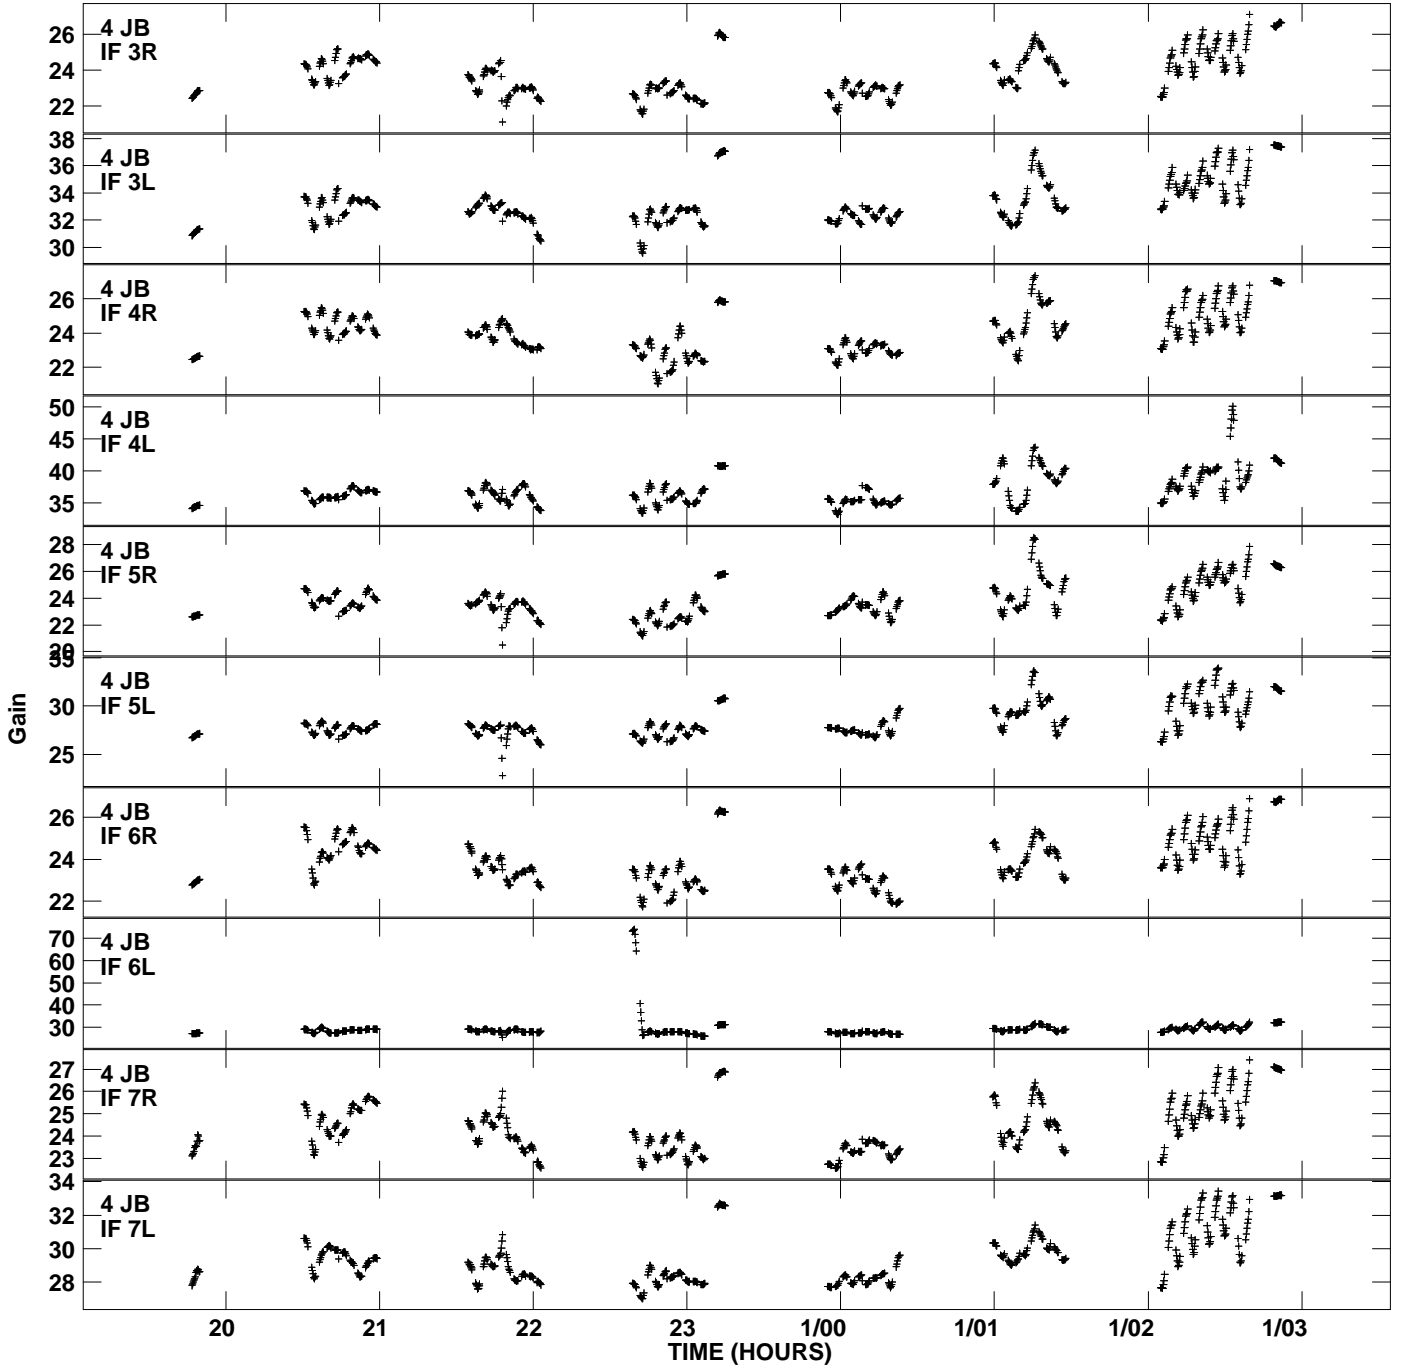 4 JB
IF 3R
26
24
22
4 JB
IF 3L
38
36
34
32
30
4 JB
IF 4R
26
24
22
4 JB
IF 4L
50
45
40
35
4 JB
IF 5R
28
26
24
22
20
4 JB
IF 5L
35
30
25
4 JB
IF 6R
26
24
22
4 JB
IF 6L
70
60
50
40
30
4 JB
IF 7R
27
26
25
24
23
4 JB
IF 7L
34
32
30
28
Gain
20 21 22 23 1/00 1/01 1/02 1/03
TIME (HOURS)